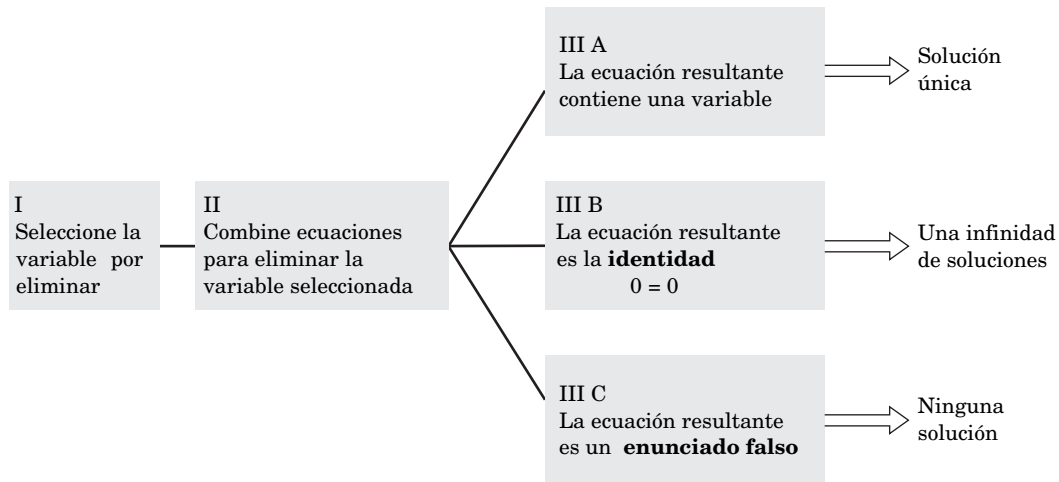 III A
La ecuación resultante
contiene una variable
Solución
única
I
Seleccione la
variable por
eliminar
II
Combine ecuaciones
para eliminar la
variable seleccionada
III B
La ecuación resultante
es la identidad
0 = 0
Una infinidad
de soluciones
III C
La ecuación resultante
es un enunciado falso
Ninguna
solución